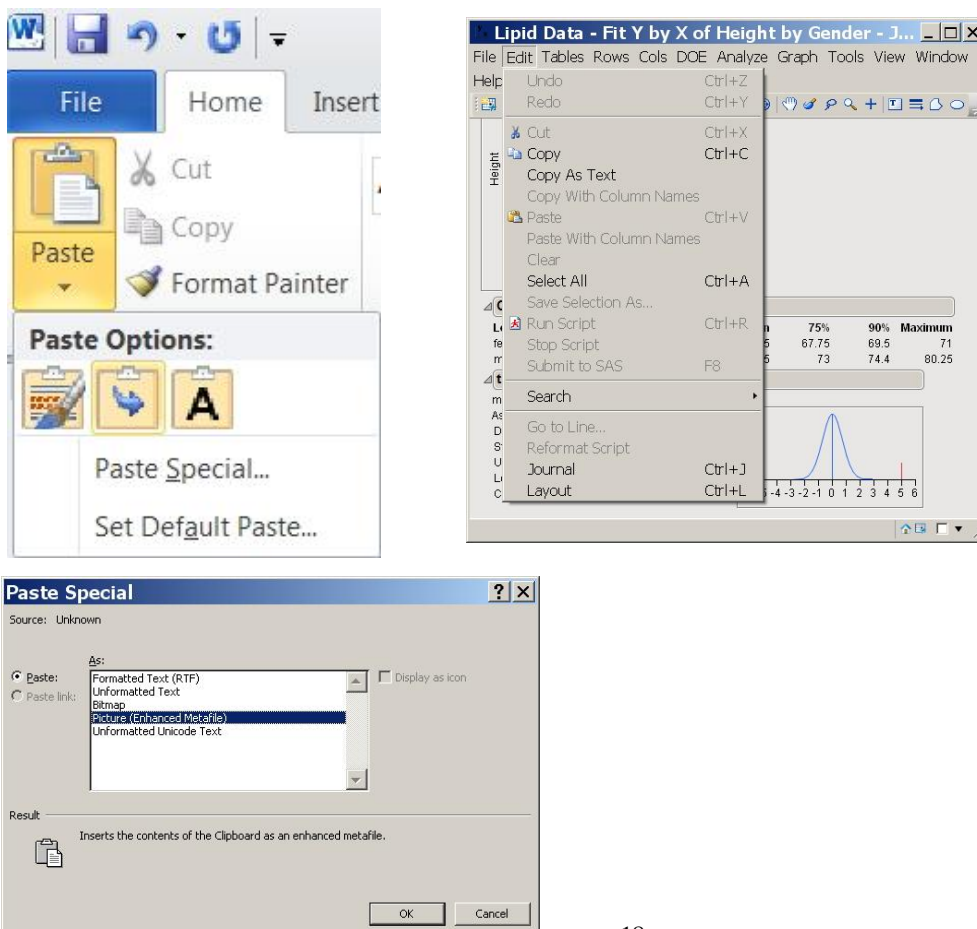 W
File Home Insert
Cut
Copy
Paste
Format Painter
Paste Options:
A
Paste Special...
Set Default Paste...
Lipid Data - Fit Y by X of Height by Gender - J...
File Edit Tables Rows Cols DOE Analyze Graph Tools View Window
Help
Undo Ctrl+Z
Redo Ctrl+Y
Cut Ctrl+X
Copy Ctrl+C
Copy As Text
Copy With Column Names
Paste Ctrl+V
Paste With Column Names
Clear
Select All Ctrl+A
Save Selection As...
Run Script Ctrl+R
Stop Script
Submit to SAS F8
Search
Go to Line...
Reformat Script
Journal Ctrl+J
Layout Ctrl+L
Height
75% 90% Maximum
67.75 69.5 71
73 74.4 80.25
-4 -3 -2 -1 0 1 2 3 4 5 6
Paste Special
Source: Unknown
As:
Paste:
Paste link:
Formatted Text (RTF)
Unformatted Text
Bitmap
Picture (Enhanced Metafile)
Unformatted Unicode Text
Display as icon
Result
Inserts the contents of the Clipboard as an enhanced metafile.
OK Cancel